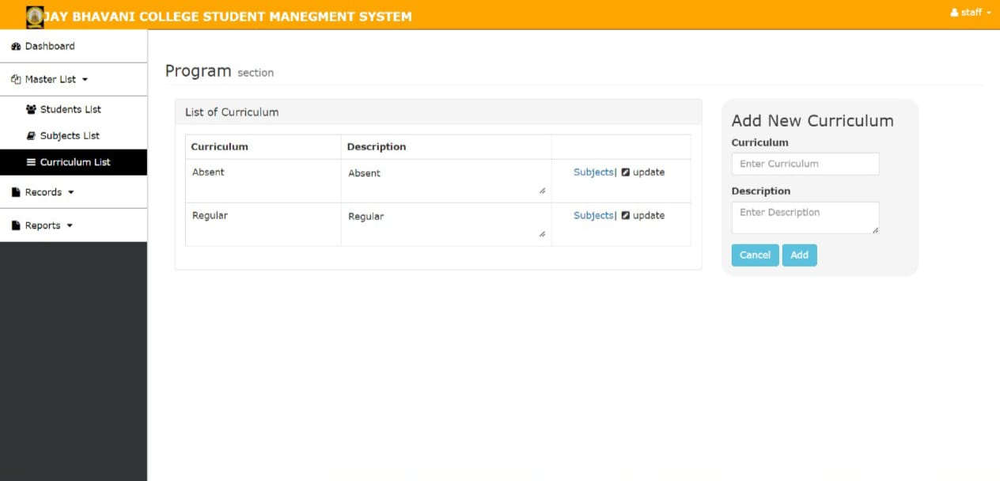 JAY BHAVANI COLLEGE STUDENT MANEGMENT SYSTEM
staff
Dashboard
Master List
Students List
Subjects List
Curriculum List
Records
Reports
Program section
List of Curriculum
Curriculum Description
Absent Absent Subjects| update
Regular Regular Subjects| update
Add New Curriculum
Curriculum
Enter Curriculum
Description
Enter Description
Cancel Add